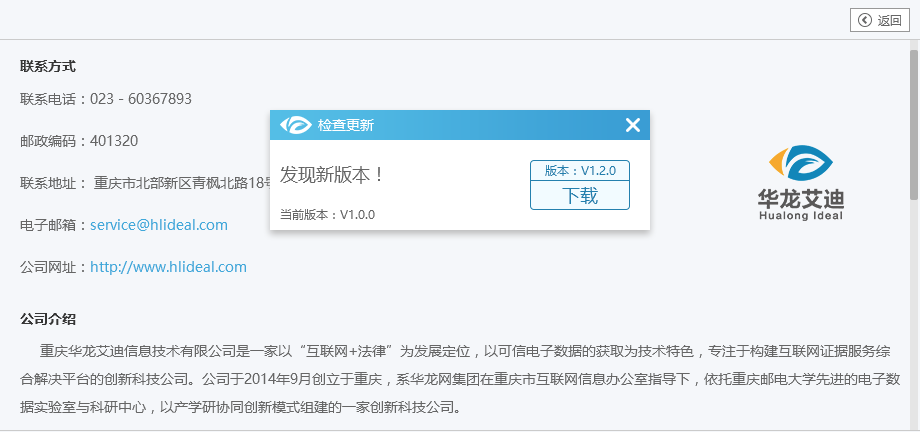 返回
联系方式
联系电话：023 - 60367893
邮政编码：401320
联系地址： 重庆市北部新区青枫北路18号
电子邮箱：service@hlideal.com
公司网址：http://www.hlideal.com
检查更新
发现新版本！
当前版本：V1.0.0
版本：V1.2.0
下载
华龙艾迪
Hualong Ideal
公司介绍
重庆华龙艾迪信息技术有限公司是一家以“互联网+法律”为发展定位，以可信电子数据的获取为技术特色，专注于构建互联网证据服务综
合解决平台的创新科技公司。公司于2014年9月创立于重庆，系华龙网集团在重庆市互联网信息办公室指导下，依托重庆邮电大学先进的电子数
据实验室与科研中心，以产学研协同创新模式组建的一家创新科技公司。